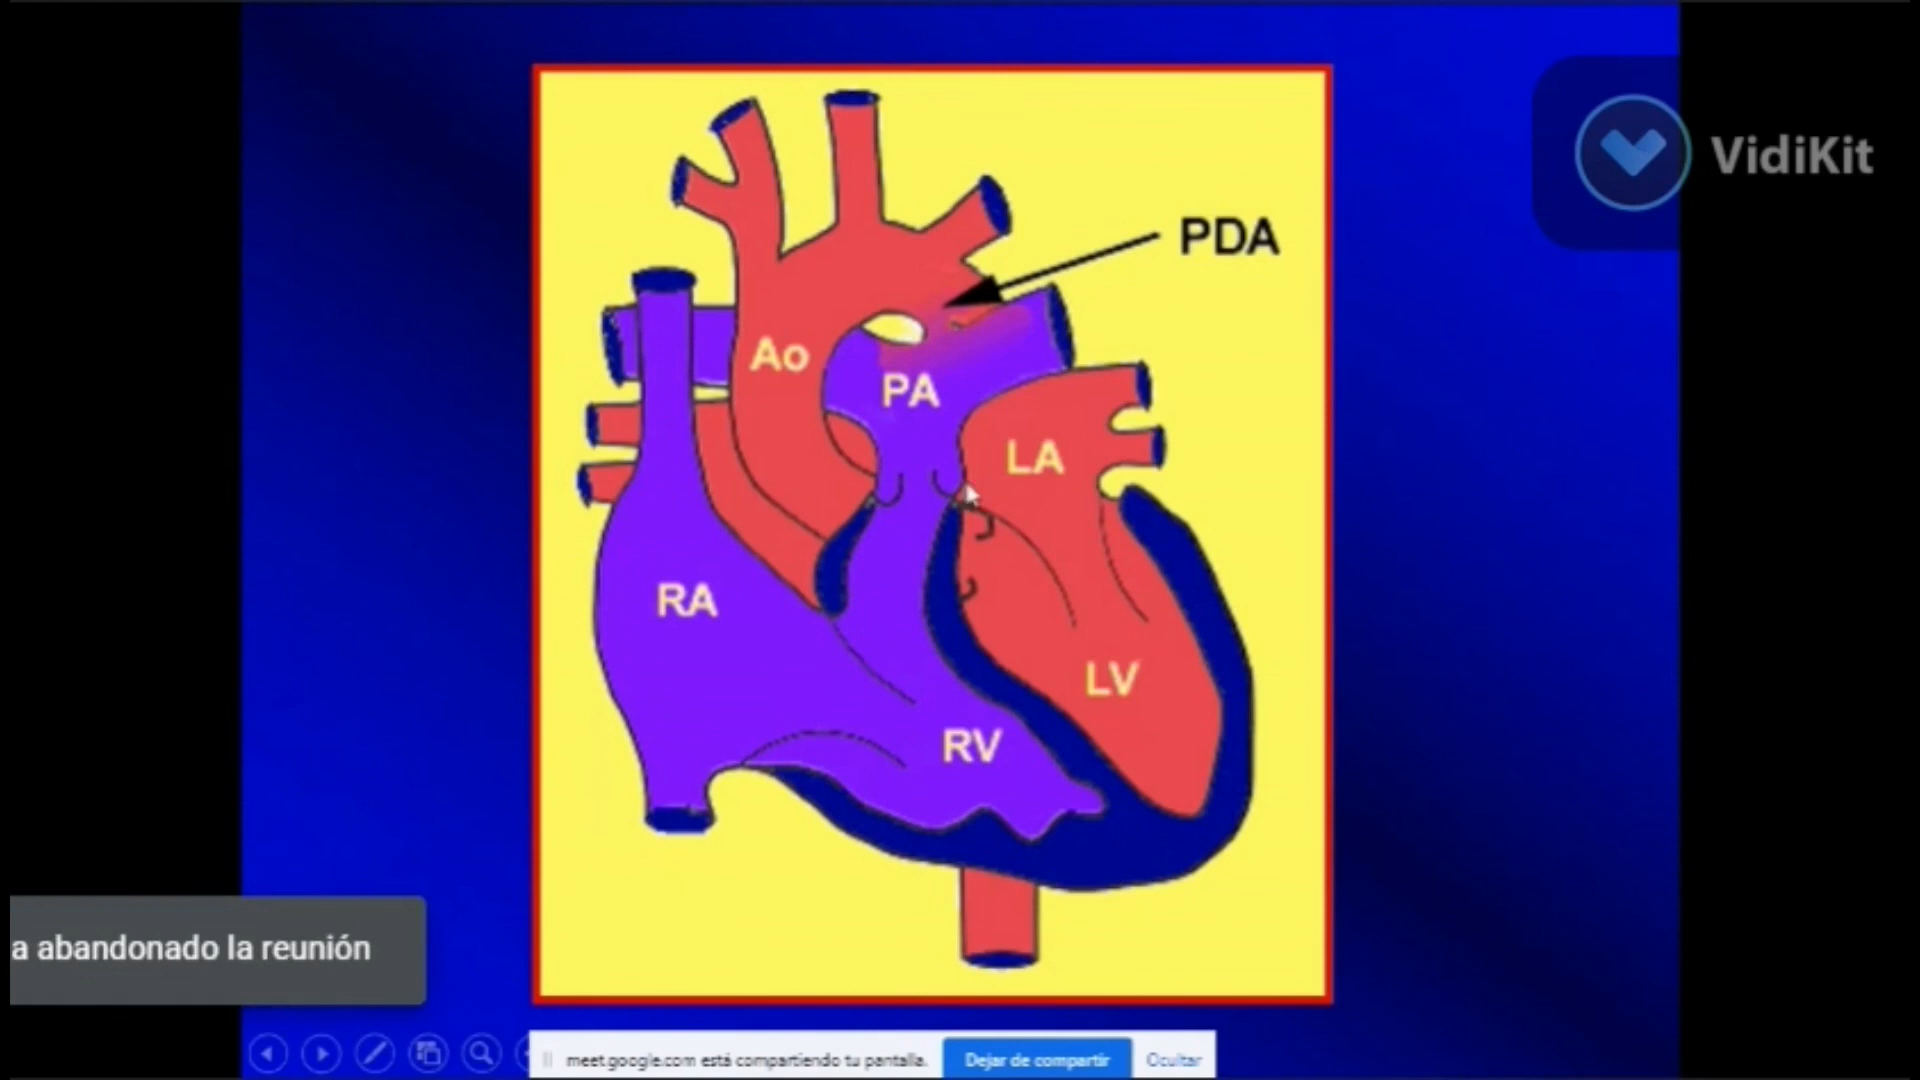 VidiKit
PDA
Ao
PA
LA
RA
LV
RV
a abandonado la reunión
meet.google.com está compartiendo tu pantalla.
Dejar de compartir
Ocultar